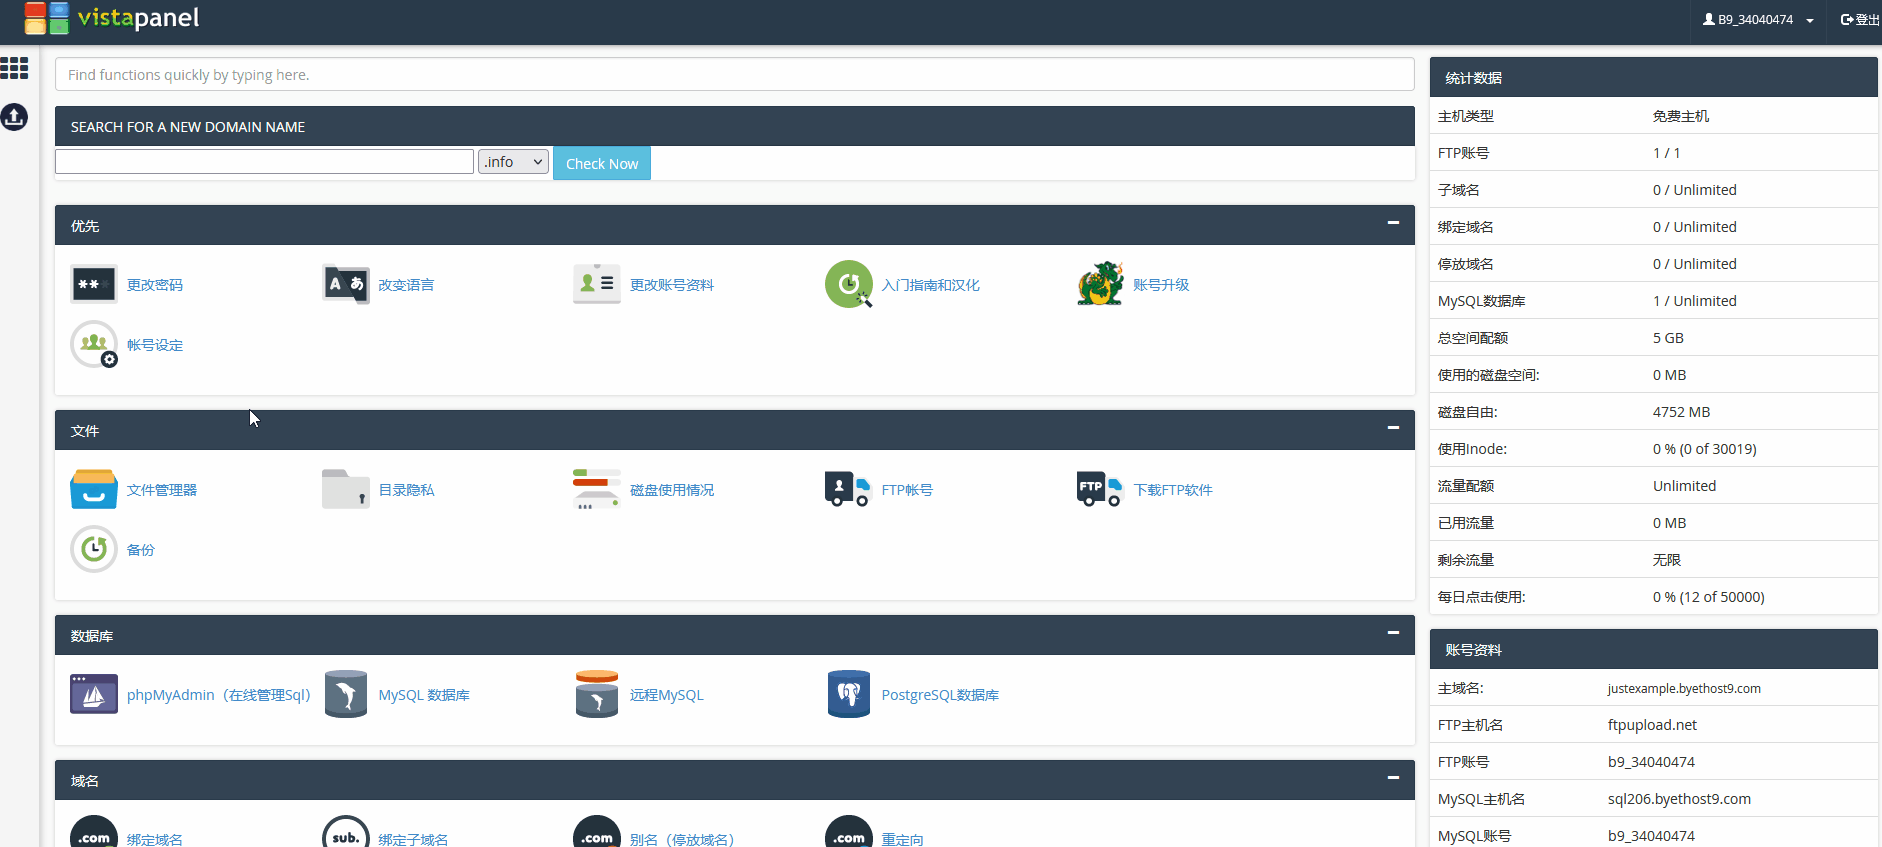 vistapanel
B9_34040474
登出
Find functions quickly by typing here.
SEARCH FOR A NEW DOMAIN NAME
.info
Check Now
优先
更改密码
改变语言
更改账号资料
入门指南和汉化
账号升级
帐号设定
文件
文件管理器
目录隐私
磁盘使用情况
FTP帐号
FTP
下载FTP软件
备份
数据库
phpMyAdmin（在线管理Sql）
MySQL 数据库
远程MySQL
PostgreSQL数据库
域名
.com
绑定域名
sub.
绑定子域名
.com
别名（停放域名）
.com
重定向
统计数据
主机类型 免费主机
FTP账号 1 / 1
子域名 0 / Unlimited
绑定域名 0 / Unlimited
停放域名 0 / Unlimited
MySQL数据库 1 / Unlimited
总空间配额 5 GB
使用的磁盘空间: 0 MB
磁盘自由: 4752 MB
使用Inode: 0 % (0 of 30019)
流量配额 Unlimited
已用流量 0 MB
剩余流量 无限
每日点击使用: 0 % (12 of 50000)
账号资料
主域名: justexample.byethost9.com
FTP主机名 ftpupload.net
FTP账号 b9_34040474
MySQL主机名 sql206.byethost9.com
MySQL账号 b9_34040474